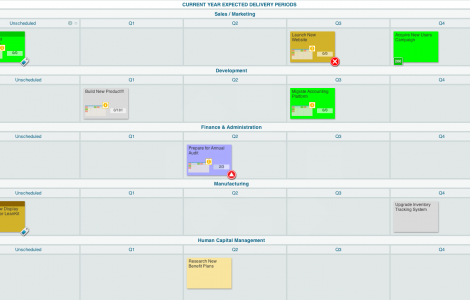 CURRENT YEAR EXPECTED DELIVERY PERIODS
Sales / Marketing
Unscheduled Q1 Q2 Q3 Q4
Launch New
Website
Acquire New Users
Campaign
Development
Unscheduled Q1 Q2 Q3 Q4
Build New Product!!!
Migrate Accounting
Platform
Finance & Administration
Unscheduled Q1 Q2 Q3 Q4
Prepare for Annual
Audit
Manufacturing
Unscheduled Q1 Q2 Q3 Q4
Display
Upgrade Inventory
Tracking System
Human Capital Management
Unscheduled Q1 Q2 Q3 Q4
Research New
Benefit Plans